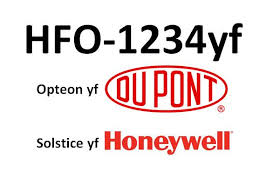 HFO-1234yf
Opteon yf DU PONT®
Solstice yf Honeywell